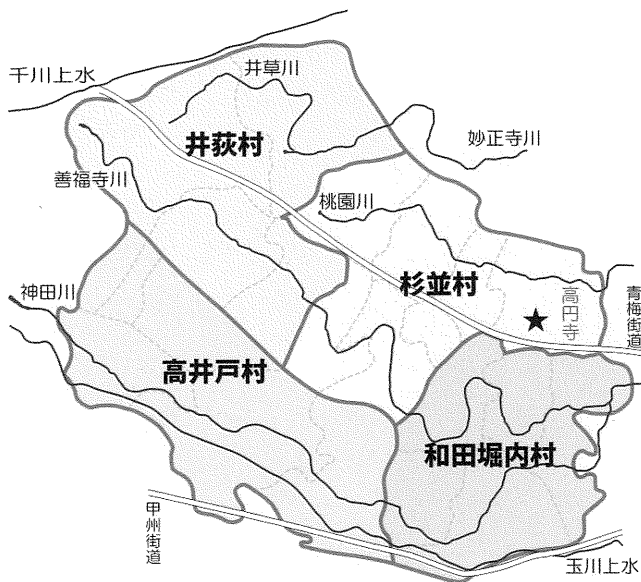 千川上水
井草川
井荻村
妙正寺川
善福寺川
桃園川
神田川
杉並村
高円寺
青梅街道
高井戸村
和田堀内村
甲州街道
玉川上水